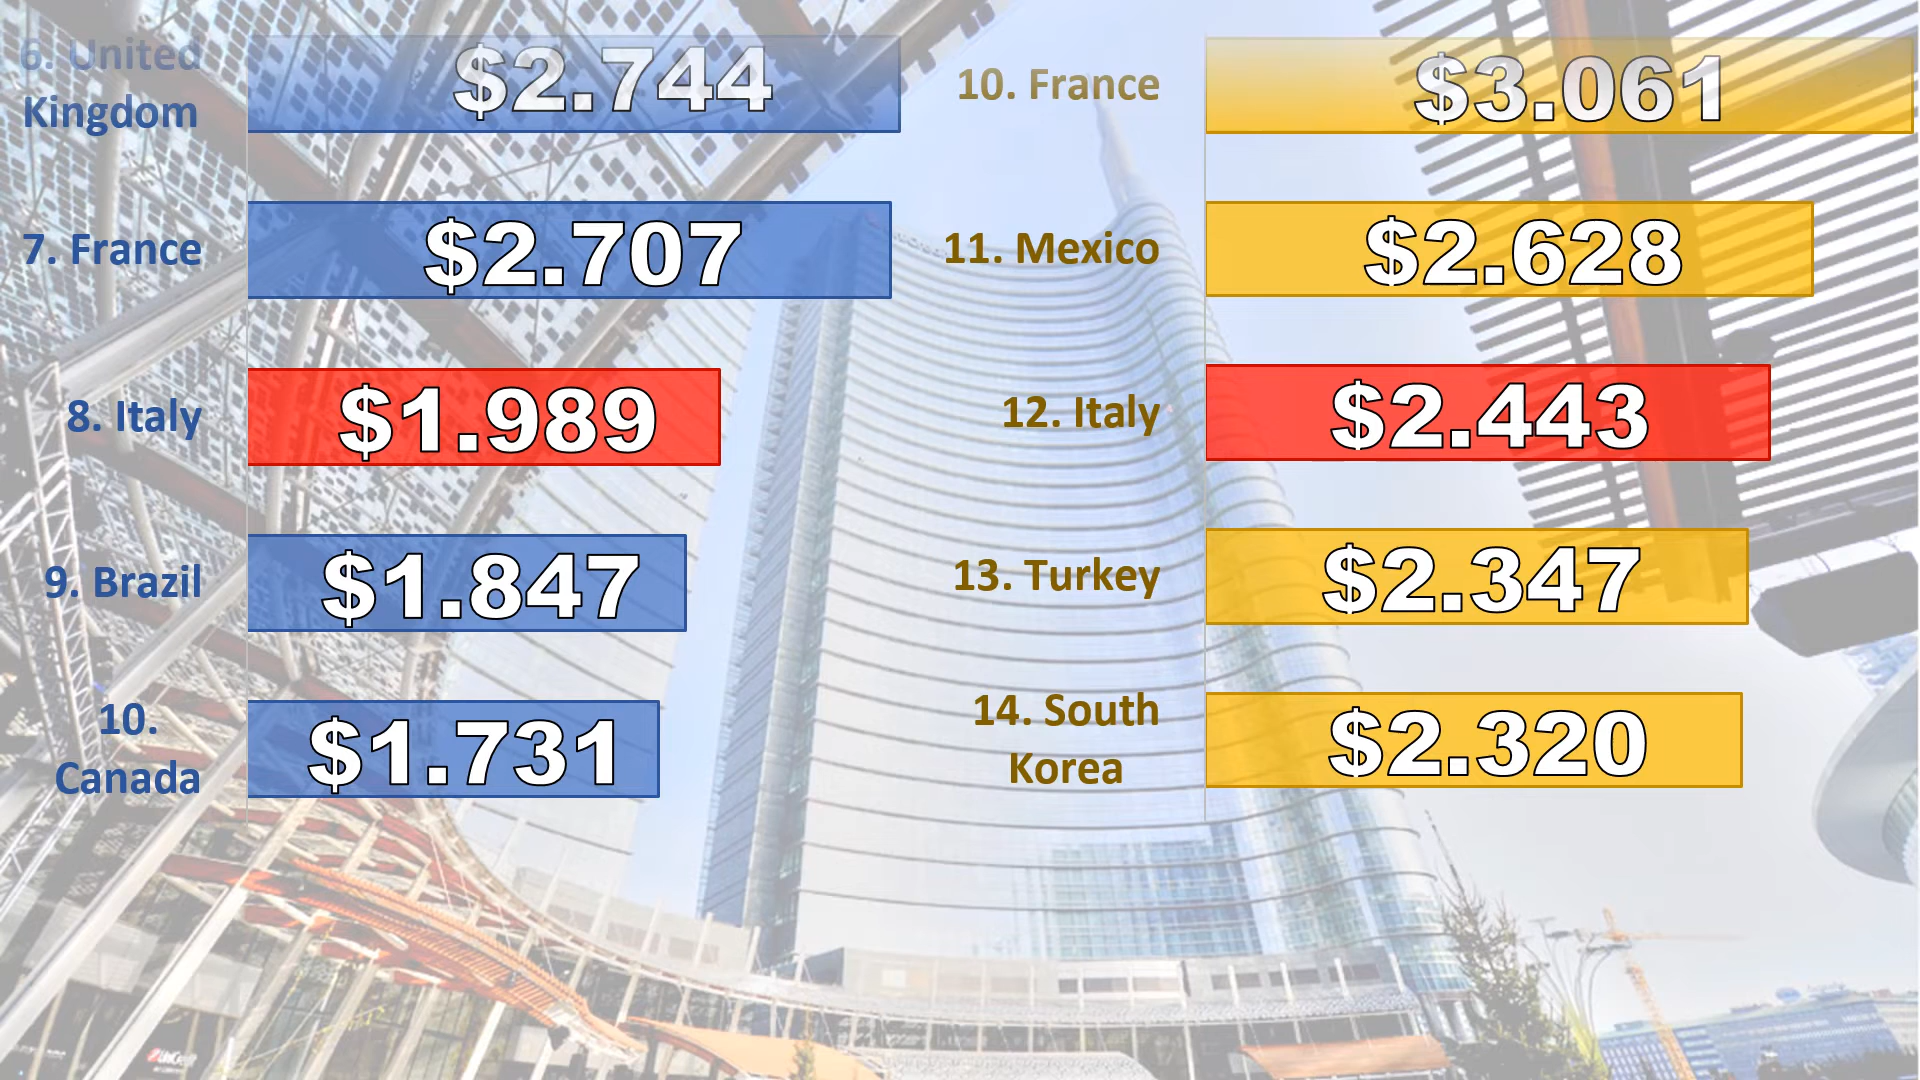 6. United
Kingdom
$2.744
7. France
$2.707
8. Italy
$1.989
9. Brazil
$1.847
10.
Canada
$1.731
10. France
$3.061
11. Mexico
$2.628
12. Italy
$2.443
13. Turkey
$2.347
14. South
Korea
$2.320
UniCredit